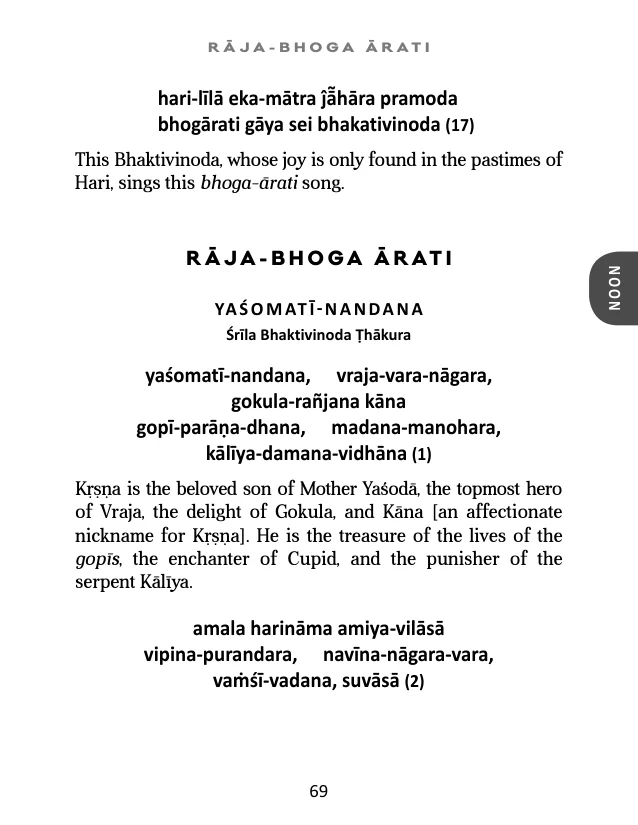 RĀJA-BHOGA ĀRATI
hari-līlā eka-mātra ĵā̃hāra pramoda
bhogārati gāya sei bhakativinoda (17)
This Bhaktivinoda, whose joy is only found in the pastimes of
Hari, sings this bhoga-ārati song.
RĀJA-BHOGA ĀRATI
NOON
YAŚOMATĪ-NANDANA
Śrīla Bhaktivinoda Ṭhākura
yaśomatī-nandana, vraja-vara-nāgara,
gokula-rañjana kāna
gopī-parāṇa-dhana, madana-manohara,
kālīya-damana-vidhāna (1)
Kṛṣṇa is the beloved son of Mother Yaśodā, the topmost hero
of Vraja, the delight of Gokula, and Kāna [an affectionate
nickname for Kṛṣṇa]. He is the treasure of the lives of the
gopīs, the enchanter of Cupid, and the punisher of the
serpent Kālīya.
amala harināma amiya-vilāsā
vipina-purandara, navīna-nāgara-vara,
vaṁśī-vadana, suvāsā (2)
69